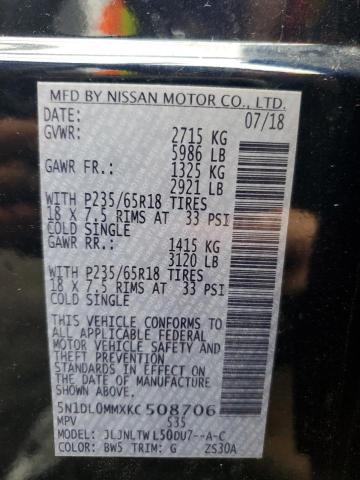 MFD BY NISSAN MOTOR CO., LTD.
DATE: 07/18
GVWR: 2715 KG
5986 LB
GAWR FR.: 1325 KG
2921 LB
WITH P235/65R18 TIRES
18 X 7.5 RIMS AT 33 PSI
COLD SINGLE
GAWR RR.: 1415 KG
3120 LB
WITH P235/65R18 TIRES
18 X 7.5 RIMS AT 33 PSI
COLD SINGLE
THIS VEHICLE CONFORMS TO
ALL APPLICABLE FEDERAL
MOTOR VEHICLE SAFETY AND
THEFT PREVENTION STANDARDS
IN EFFECT ON THE DATE OF
MANUFACTURE SHOWN ABOVE.
5N1DL0MMXKC508706
MPV S35
MODEL: JLJNLTWL50DU7--A-C
COLOR: BW5 TRIM: G ZS30A